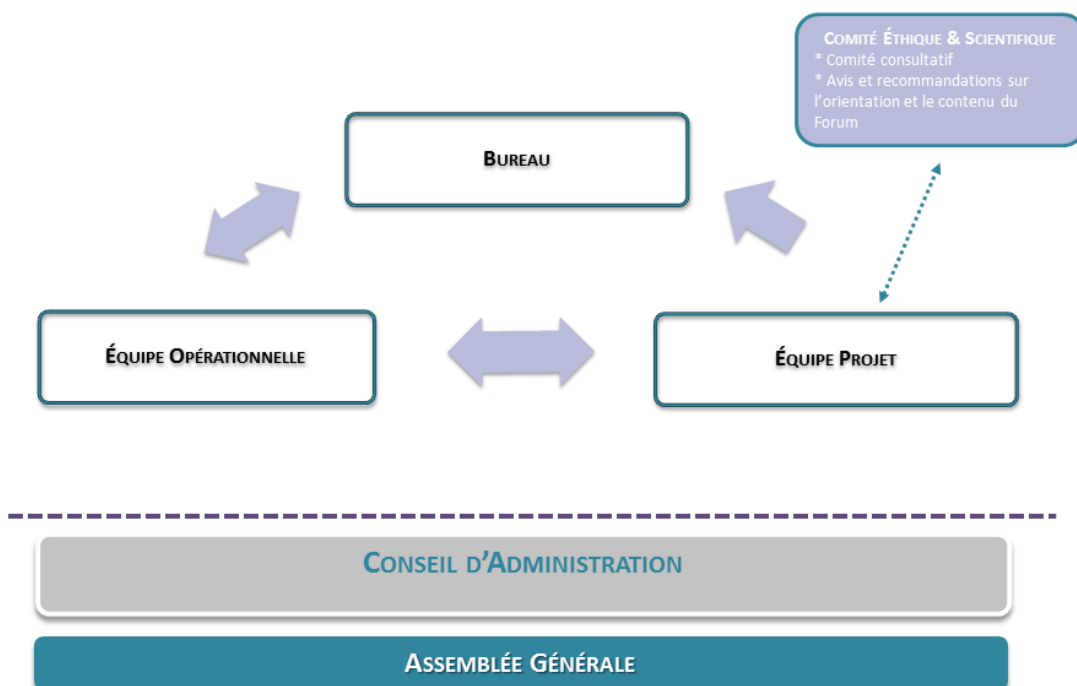 COMITÉ ÉTHIQUE & SCIENTIFIQUE
* Comité consultatif
* Avis et recommandations sur
l'orientation et le contenu du
Forum
BUREAU
ÉQUIPE OPÉRATIONNELLE
ÉQUIPE PROJET
CONSEIL D'ADMINISTRATION
ASSEMBLÉE GÉNÉRALE